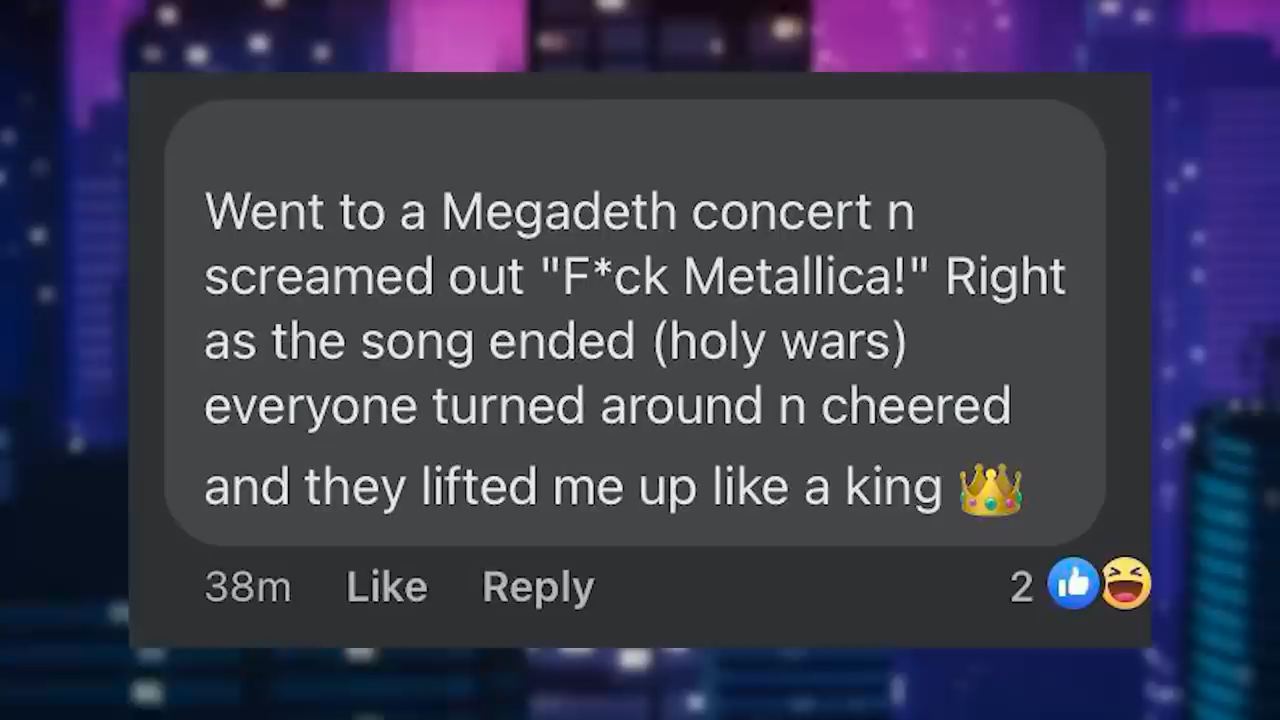 Went to a Megadeth concert n
screamed out "F*ck Metallica!" Right
as the song ended (holy wars)
everyone turned around n cheered
and they lifted me up like a king 👑
38m Like Reply 2